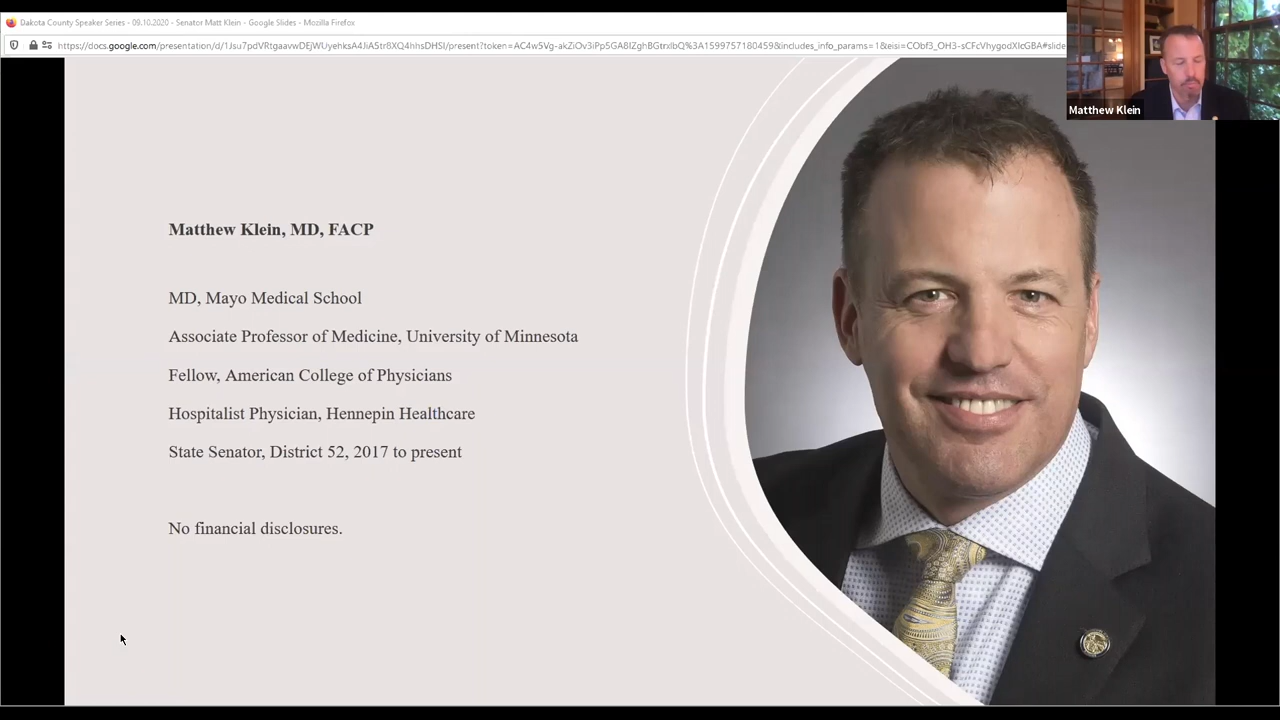 Dakota County Speaker Series - 09.10.2020 - Senator Matt Klein - Google Slides - Mozilla Firefox
Matthew Klein
Matthew Klein, MD, FACP
MD, Mayo Medical School
Associate Professor of Medicine, University of Minnesota
Fellow, American College of Physicians
Hospitalist Physician, Hennepin Healthcare
State Senator, District 52, 2017 to present
No financial disclosures.